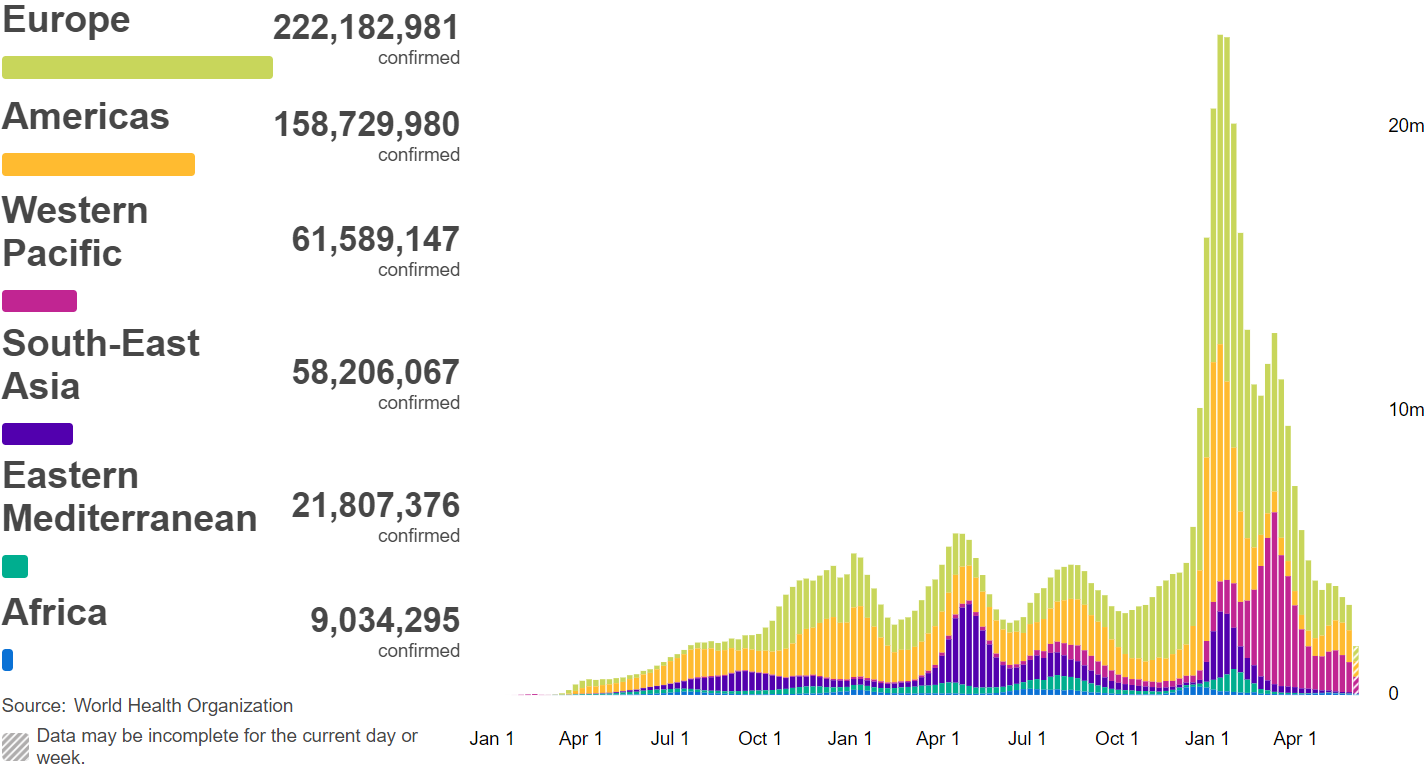 Europe
222,182,981
confirmed
Americas
158,729,980
confirmed
Western
Pacific
61,589,147
confirmed
South-East
Asia
58,206,067
confirmed
Eastern
Mediterranean
21,807,376
confirmed
Africa
9,034,295
confirmed
Source: World Health Organization
Data may be incomplete for the current day or
week.
20m
10m
0
Jan 1 Apr 1 Jul 1 Oct 1 Jan 1 Apr 1 Jul 1 Oct 1 Jan 1 Apr 1